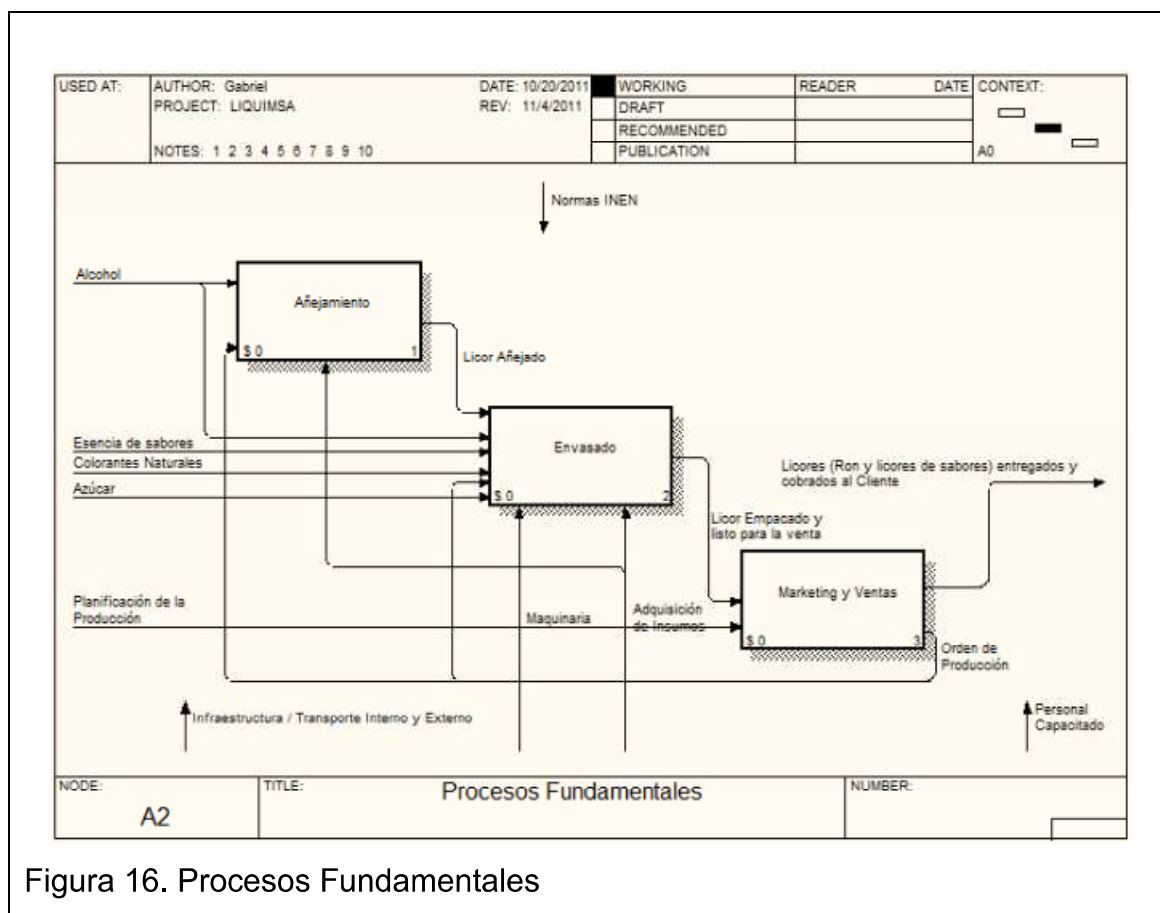 USED AT:
AUTHOR: Gabriel
DATE: 10/20/2011
PROJECT: LIQUIMSA
REV: 11/4/2011
NOTES: 1 2 3 4 5 6 7 8 9 10
WORKING
DRAFT
RECOMMENDED
PUBLICATION
READER DATE
CONTEXT:
A0
Normas INEN
Alcohol
Añejamiento
$ 0 1
Licor Añejado
Esencia de sabores
Colorantes Naturales
Azúcar
Envasado
$ 0 2
Licores (Ron y licores de sabores) entregados y
cobrados al Cliente
Licor Empacado y
listo para la venta
Planificación de la
Producción
Maquinaria
Adquisición
de Insumos
Marketing y Ventas
$ 0 3
Orden de
Producción
Infraestructura / Transporte Interno y Externo
Personal
Capacitado
NODE:
A2
TITLE:
Procesos Fundamentales
NUMBER:
Figura 16. Procesos Fundamentales